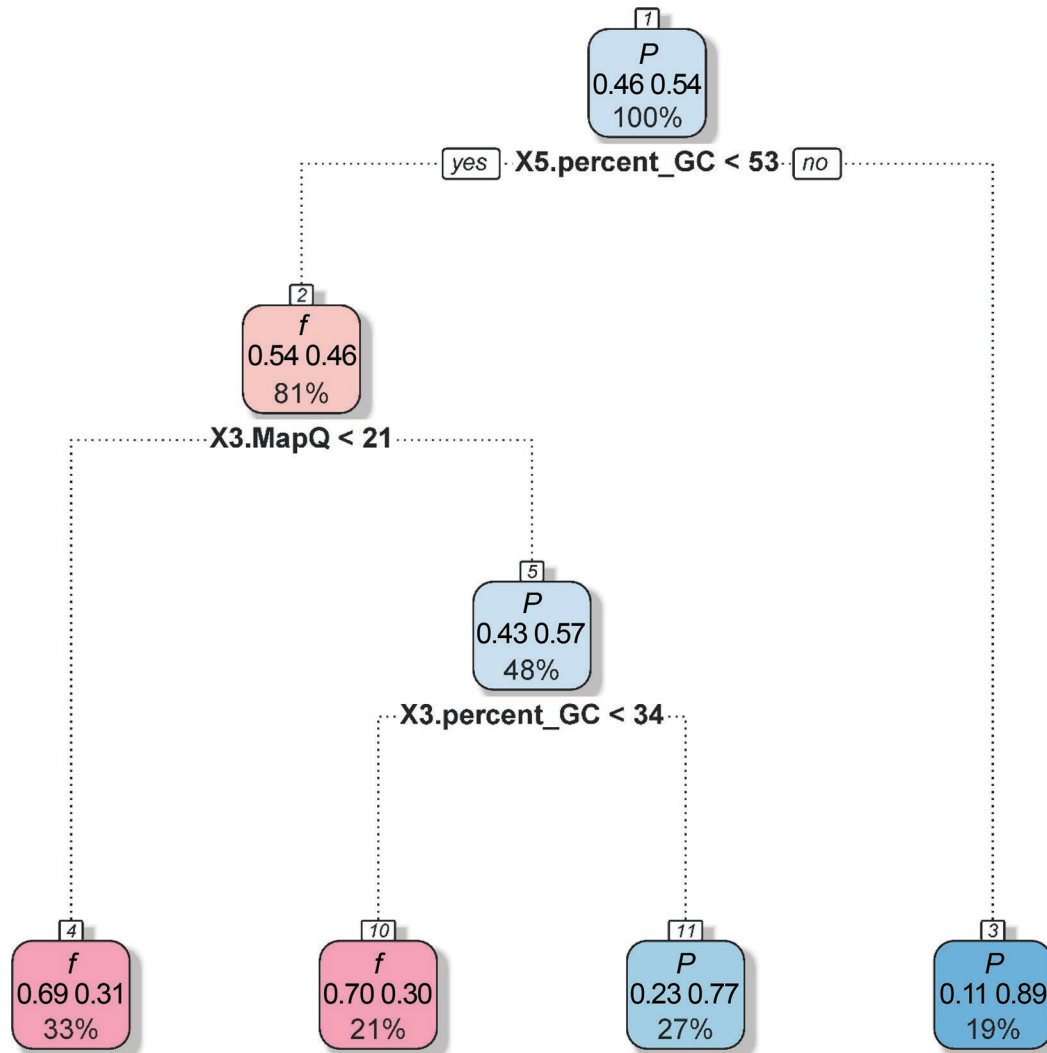 1
P
0.46 0.54
100%
yes X5.percent_GC < 53 no
2
f
0.54 0.46
81%
X3.MapQ < 21
5
P
0.43 0.57
48%
X3.percent_GC < 34
4
f
0.69 0.31
33%
10
f
0.70 0.30
21%
11
P
0.23 0.77
27%
3
P
0.11 0.89
19%